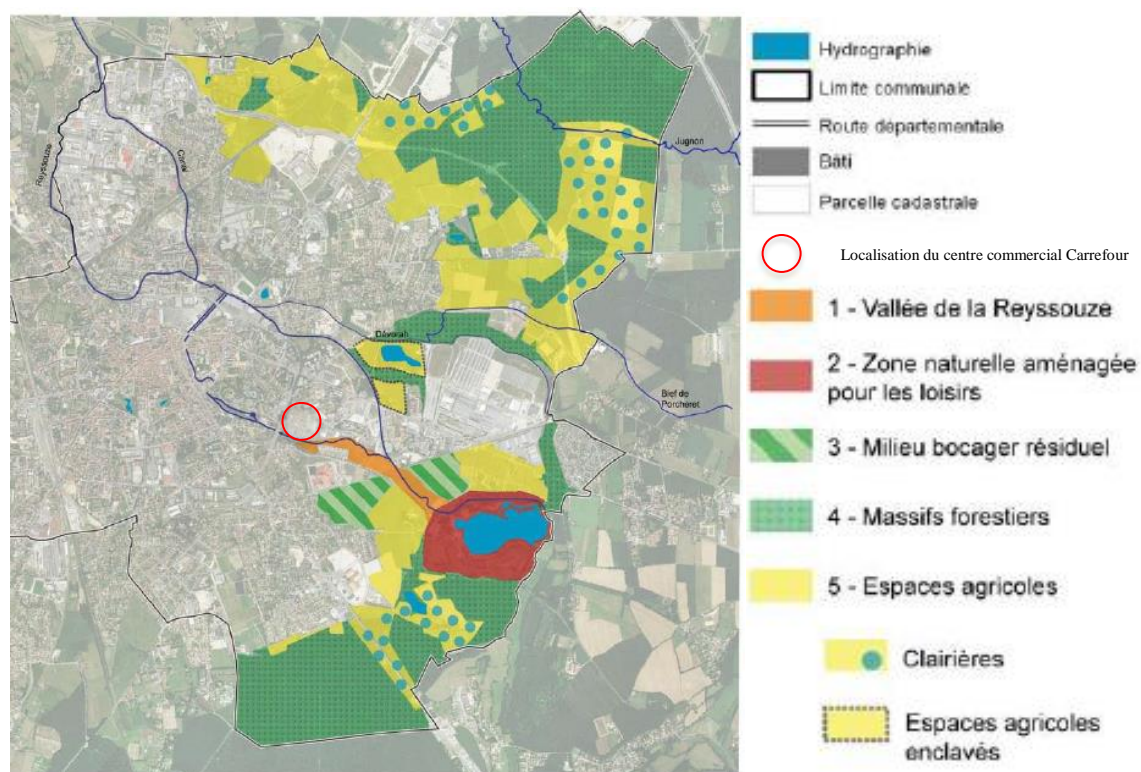 Reyssouze
Canal
Jugnon
Dévorah
Bief de
Porcheret
Hydrographie
Limite communale
Route départementale
Bâti
Parcelle cadastrale
Localisation du centre commercial Carrefour
1 - Vallée de la Reyssouze
2 - Zone naturelle aménagée
pour les loisirs
3 - Milieu bocager résiduel
4 - Massifs forestiers
5 - Espaces agricoles
Clairières
Espaces agricoles
enclavés